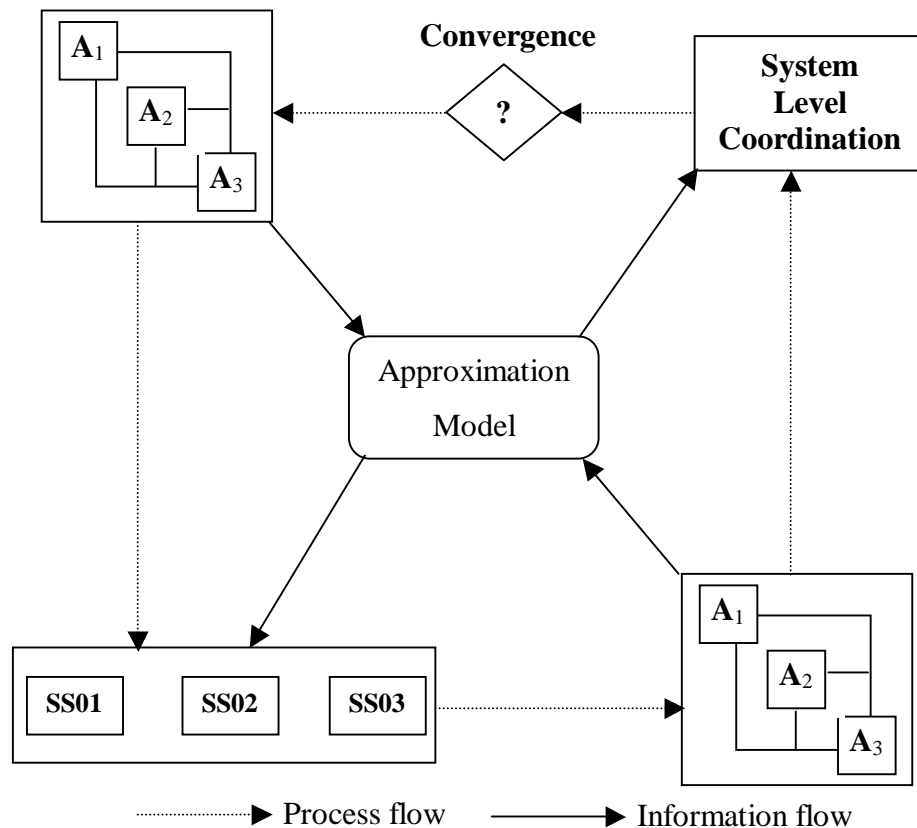 Convergence
A1
A2
A3
?
System
Level
Coordination
Approximation
Model
SS01 SS02 SS03
A1
A2
A3
Process flow Information flow